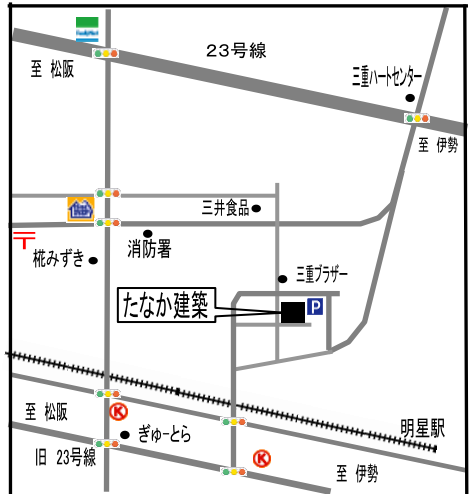 FamilyMart
23号線
至 松阪
三重ハートセンター
至 伊勢
三井食品
消防署
椛みずき
三重ブラザー
たなか建築
P
至 松阪
K
ぎゅーとら
明星駅
旧 23号線
K
至 伊勢